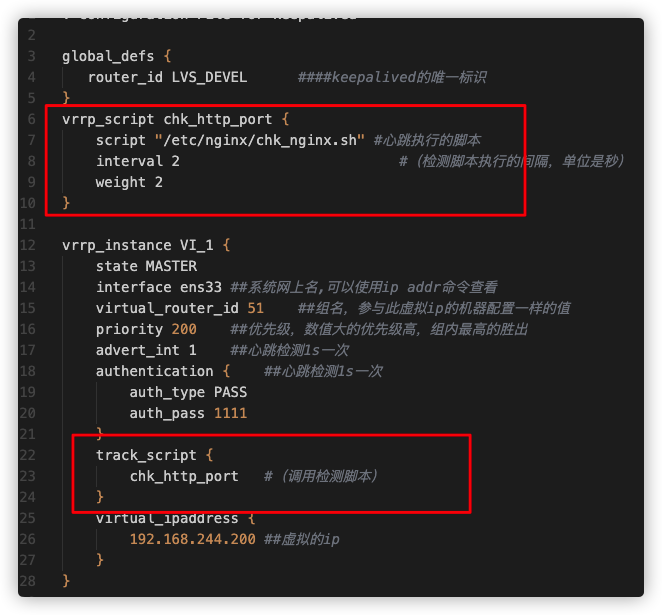 2
3 global_defs {
4 router_id LVS_DEVEL ####keepalived的唯一标识
5 }
6 vrrp_script chk_http_port {
7 script "/etc/nginx/chk_nginx.sh" #心跳执行的脚本
8 interval 2 #（检测脚本执行的间隔，单位是秒）
9 weight 2
10 }
11
12 vrrp_instance VI_1 {
13 state MASTER
14 interface ens33 ##系统网上名,可以使用ip addr命令查看
15 virtual_router_id 51 ##组名，参与此虚拟ip的机器配置一样的值
16 priority 200 ##优先级，数值大的优先级高，组内最高的胜出
17 advert_int 1 ##心跳检测1s一次
18 authentication { ##心跳检测1s一次
19 auth_type PASS
20 auth_pass 1111
21 }
22 track_script {
23 chk_http_port #（调用检测脚本）
24 }
25 virtual_ipaddress {
26 192.168.244.200 ##虚拟的ip
27 }
28 }